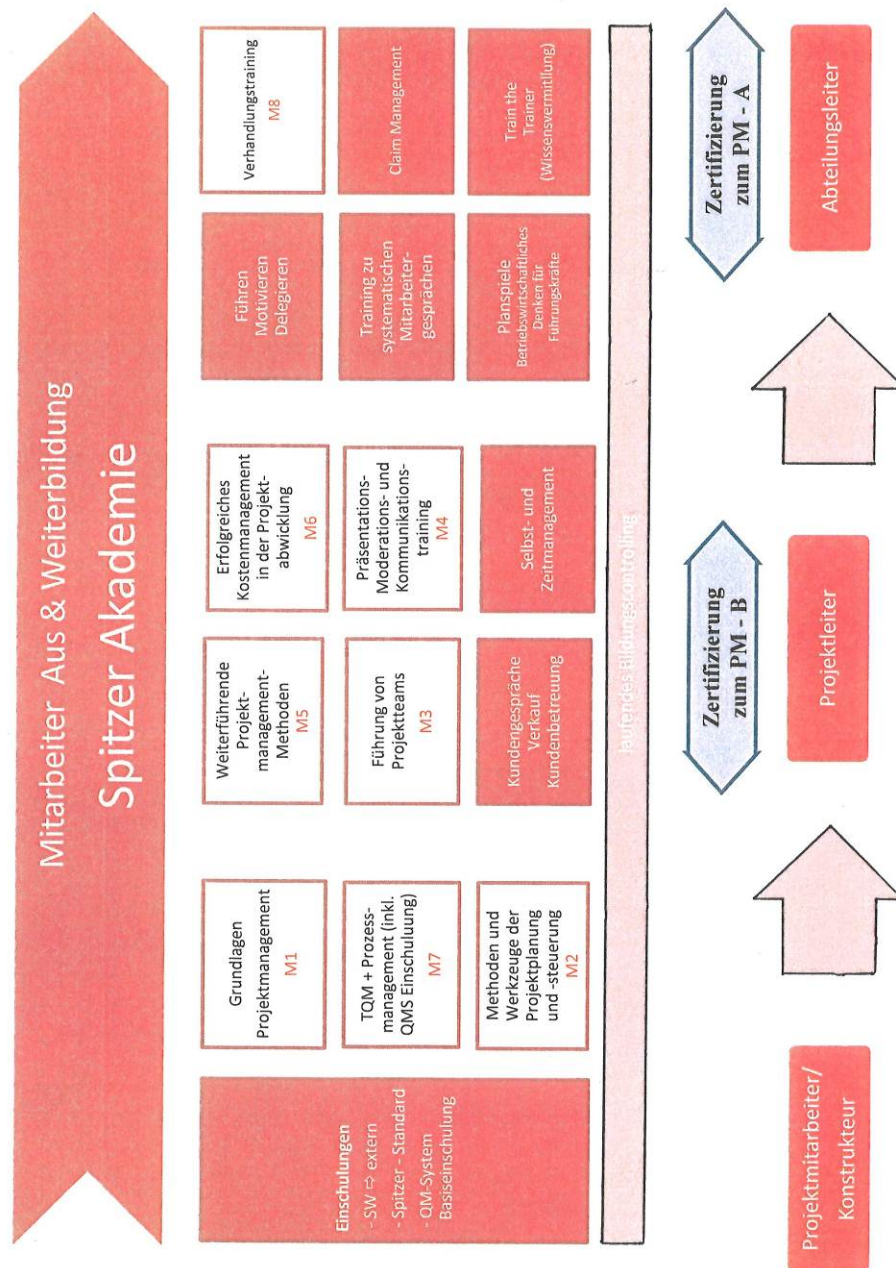 Mitarbeiter Aus & Weiterbildung
Spitzer Akademie
Einschulungen
- SW ⇨ extern
- Spitzer - Standard
- QM-System
Basiseinschulung
Grundlagen
Projektmanagement
M1
TQM + Prozess-
management (inkl.
QMS Einschuluung)
M7
Methoden und
Werkzeuge der
Projektplanung
und -steuerung
M2
Weiterführende
Projekt-
management-
Methoden
M5
Führung von
Projektteams
M3
Kundengespräche
Verkauf
Kundenbetreuung
Erfolgreiches
Kostenmanagement
in der Projekt-
abwicklung
M6
Präsentations-
Moderations- und
Kommunikations-
training
M4
Selbst- und
Zeitmanagement
Führen
Motivieren
Delegieren
Training zu
systematischen
Mitarbeiter-
gesprächen
Planspiele
Betriebswirtschaftliches
Denken für
Führungskräfte
Verhandlungstraining
M8
Claim Management
Train the
Trainer
(Wissensvermittlung)
laufendes Bildungscontrolling
Zertifizierung
zum PM - B
Zertifizierung
zum PM - A
Projektmitarbeiter/
Konstrukteur
Projektleiter
Abteilungsleiter